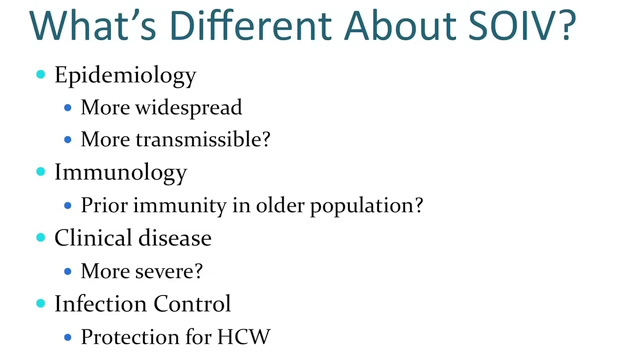 What's Different About SOIV?
Epidemiology
More widespread
More transmissible?
Immunology
Prior immunity in older population?
Clinical disease
More severe?
Infection Control
Protection for HCW